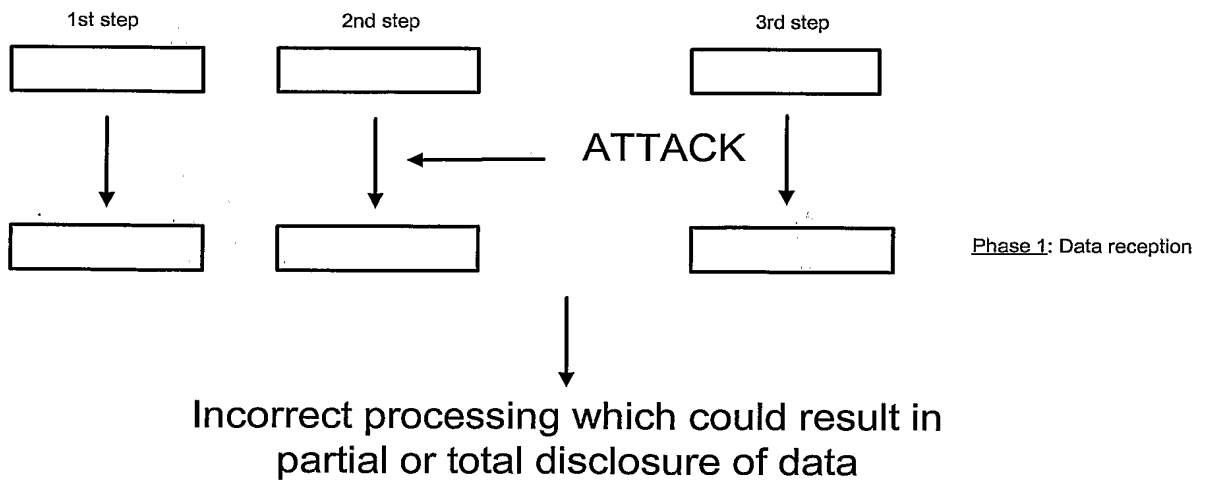 1st step
2nd step
3rd step
ATTACK
Phase 1: Data reception
Incorrect processing which could result in
partial or total disclosure of data